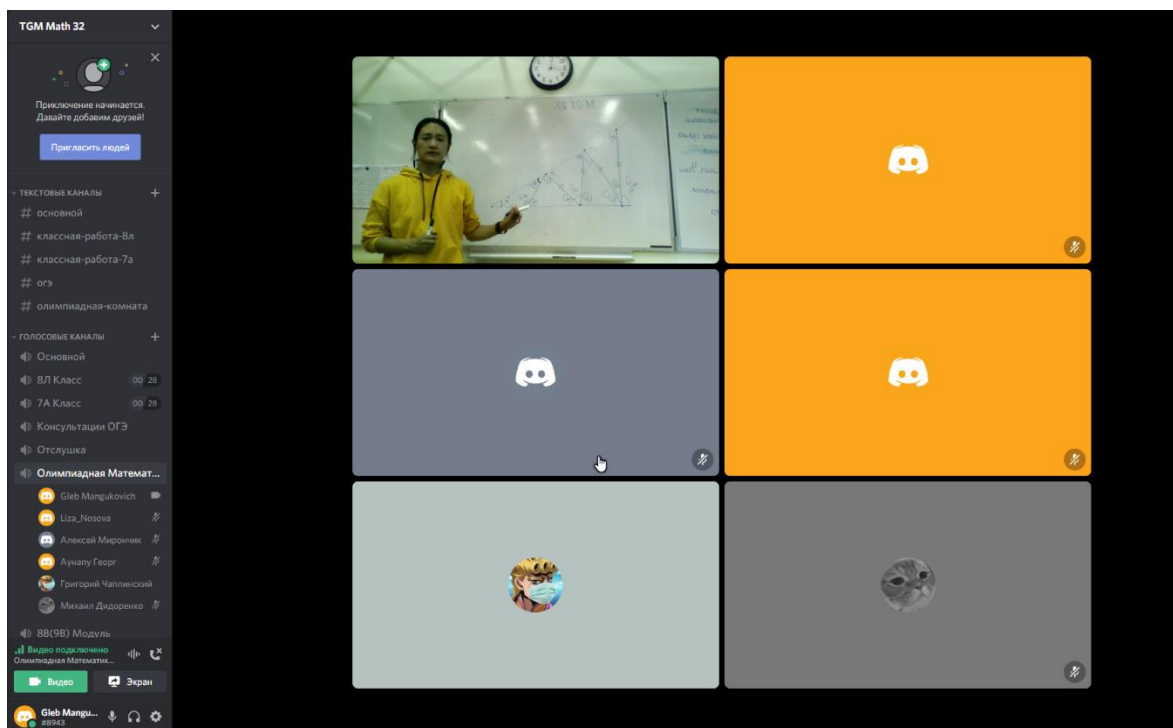 TGM Math 32
Приключение начинается.
Давайте добавим друзей!
Пригласить людей
ТЕКСТОВЫЕ КАНАЛЫ
# основной
# классная-работа-8л
# классная-работа-7а
# огэ
# олимпиадная-комната
ГОЛОСОВЫЕ КАНАЛЫ
Основной
8Л Класс 00 28
7А Класс 00 28
Консультации ОГЭ
Отслушка
Олимпиадная Математ...
Gleb Mangukovich
Liza_Nosova
Алексей Мирончик
Аунапу Георг
Григорий Чаплинский
Михаил Дидоренко
8В(9В) Модуль
Видео подключено
Олимпиадная Математик...
Видео Экран
Gleb Mangu...
#8943